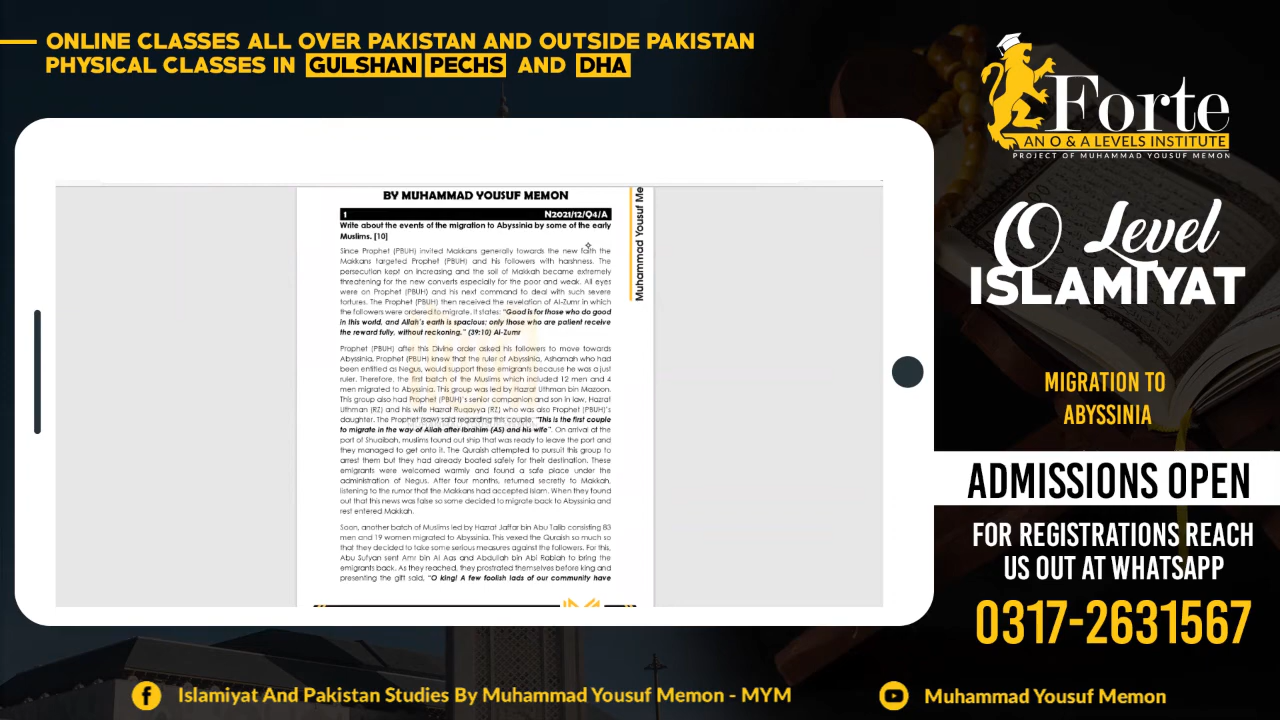 ONLINE CLASSES ALL OVER PAKISTAN AND OUTSIDE PAKISTAN
PHYSICAL CLASSES IN GULSHAN PECHS AND DHA
Forte
AN O & A LEVELS INSTITUTE
PROJECT OF MUHAMMAD YOUSUF MEMON
BY MUHAMMAD YOUSUF MEMON
1 N2021/12/Q4/A
Write about the events of the migration to Abyssinia by some of the early
Muslims. [10]
Since Prophet (PBUH) invited Makkans generally towards the new faith the
Makkans targeted Prophet (PBUH) and his followers with harshness. The
persecution kept on increasing and the soil of Makkah became extremely
threatening for the new converts especially for the poor and weak. All eyes
were on Prophet (PBUH) and his next command to deal with such severe
tortures. The Prophet (PBUH) then received the revelation of Al-Zumr in which
the followers were ordered to migrate. It states: "Good is for those who do good
in this world, and Allah's earth is spacious; only those who are patient receive
the reward fully, without reckoning." (39:10) Al-Zumr
Prophet (PBUH) after this Divine order asked his followers to move towards
Abyssinia. Prophet (PBUH) knew that the ruler of Abyssinia, Ashamah who had
been entitled as Negus, would support these emigrants because he was a just
ruler. Therefore, the first batch of the Muslims which included 12 men and 4
men migrated to Abyssinia. This group was led by Hazrat Uthman bin Mazoon.
This group also had Prophet (PBUH)'s senior companion and son in law, Hazrat
Uthman (RZ) and his wife Hazrat Ruqayya (RZ) who was also Prophet (PBUH)'s
daughter. The Prophet (saw) said regarding this couple, "This is the first couple
to migrate in the way of Allah after Ibrahim (AS) and his wife". On arrival at the
port of Shuaibah, muslims found out ship that was ready to leave the port and
they managed to get onto it. The Quraish attempted to pursuit this group to
arrest them but they had already boated safely for their destination. These
emigrants were welcomed warmly and found a safe place under the
administration of Negus. After four months, returned secretly to Makkah,
listening to the rumor that the Makkans had accepted Islam. When they found
out that this news was false so some decided to migrate back to Abyssinia and
rest entered Makkah.
Soon, another batch of Muslims led by Hazrat Jaffar bin Abu Talib consisting 83
men and 19 women migrated to Abyssinia. This vexed the Quraish so much so
that they decided to take some serious measures against the followers. For this,
Abu Sufyan sent Amr bin Al Aas and Abdullah bin Abi Rabiah to bring the
emigrants back. As they reached, they prostrated themselves before king and
presenting the gift said, "O king! A few foolish lads of our community have
Muhammad Yousuf Me
O Level
ISLAMIYAT
MIGRATION TO
ABYSSINIA
ADMISSIONS OPEN
FOR REGISTRATIONS REACH
US OUT AT WHATSAPP
0317-2631567
Islamiyat And Pakistan Studies By Muhammad Yousuf Memon - MYM
Muhammad Yousuf Memon